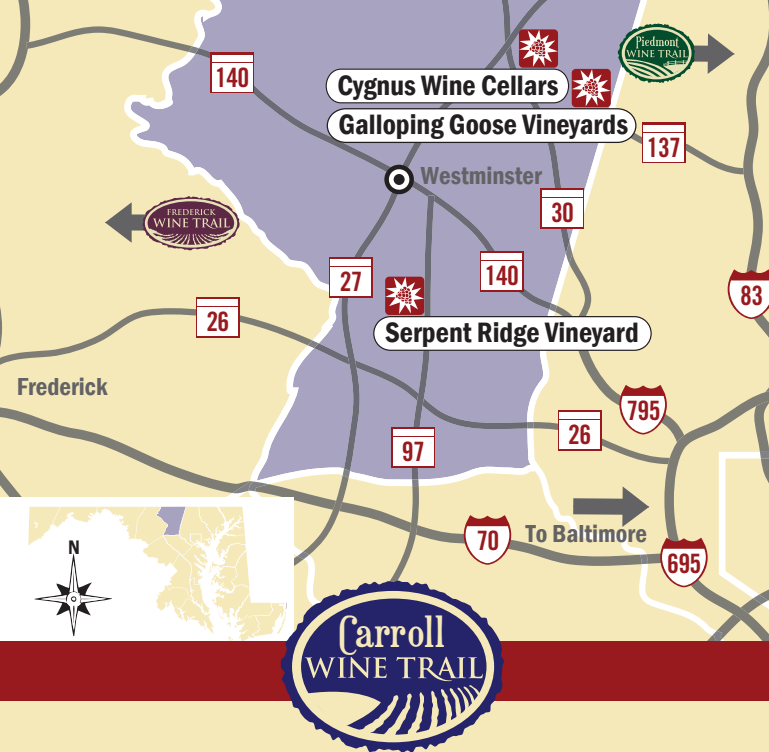 Piedmont
WINE TRAIL
140
Cygnus Wine Cellars
Galloping Goose Vineyards
137
Westminster
30
FREDERICK
WINE TRAIL
27
140
83
26
Serpent Ridge Vineyard
Frederick
795
26
97
70
To Baltimore
695
N
Carroll
WINE TRAIL